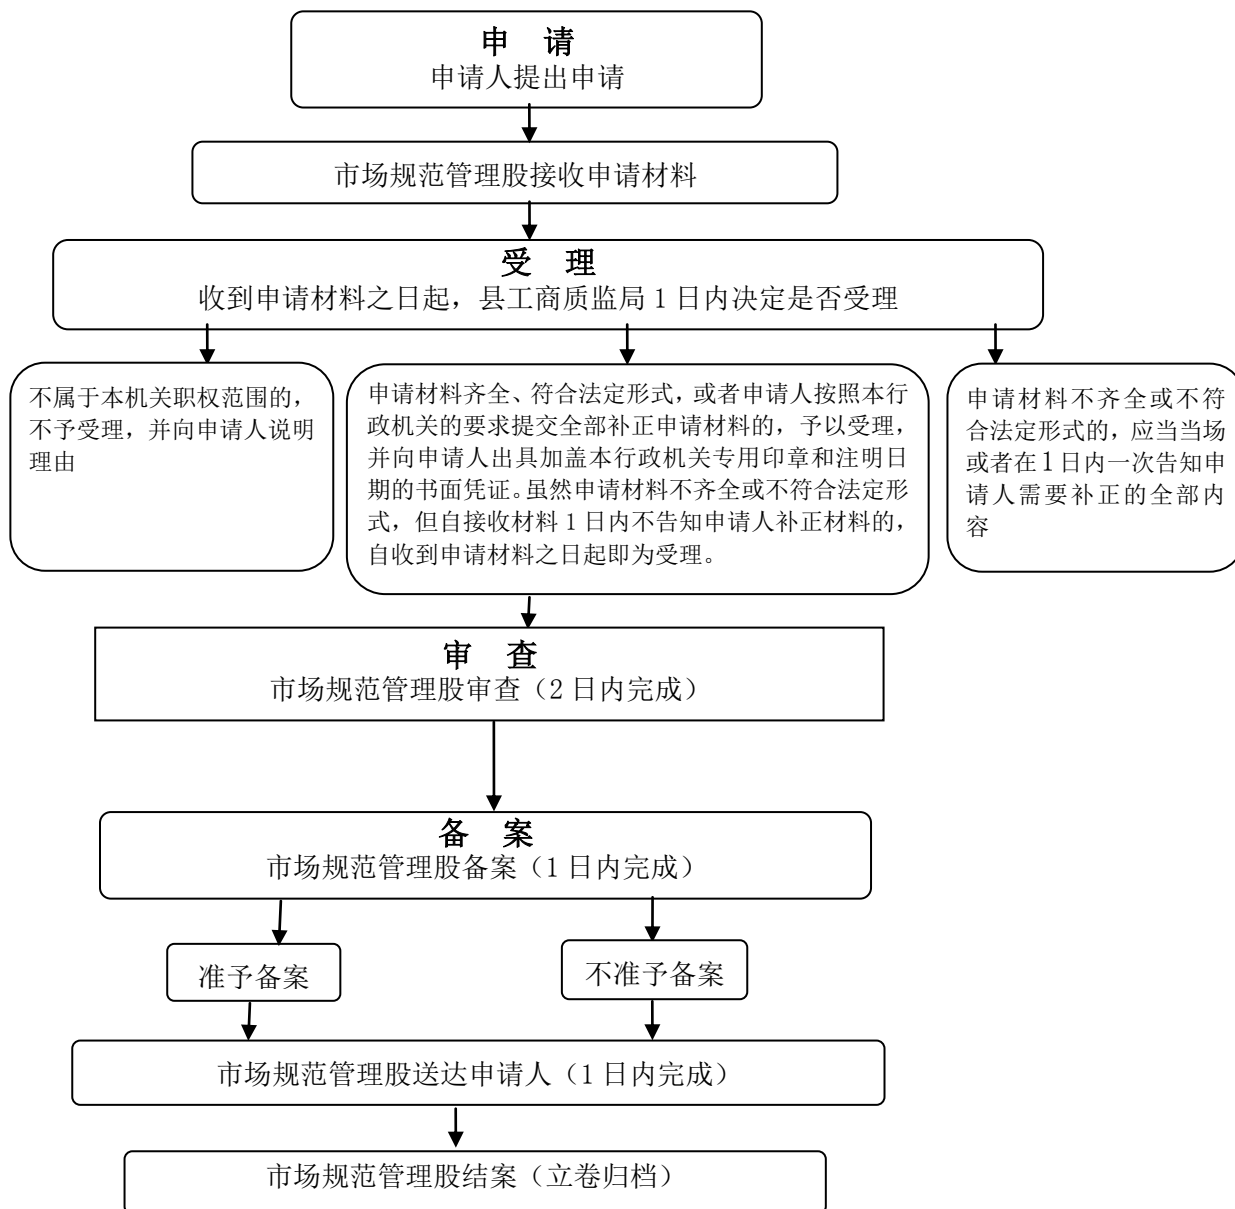 申 请
申请人提出申请
市场规范管理股接收申请材料
受 理
收到申请材料之日起，县工商质监局 1 日内决定是否受理
不属于本机关职权范围的，
不予受理，并向申请人说明
理由
申请材料齐全、符合法定形式，或者申请人按照本行
政机关的要求提交全部补正申请材料的，予以受理，
并向申请人出具加盖本行政机关专用印章和注明日
期的书面凭证。虽然申请材料不齐全或不符合法定形
式，但自接收材料 1 日内不告知申请人补正材料的，
自收到申请材料之日起即为受理。
申请材料不齐全或不符
合法定形式的，应当当场
或者在 1 日内一次告知申
请人需要补正的全部内
容
审 查
市场规范管理股审查（2 日内完成）
备 案
市场规范管理股备案（1 日内完成）
准予备案
不准予备案
市场规范管理股送达申请人（1 日内完成）
市场规范管理股结案（立卷归档）